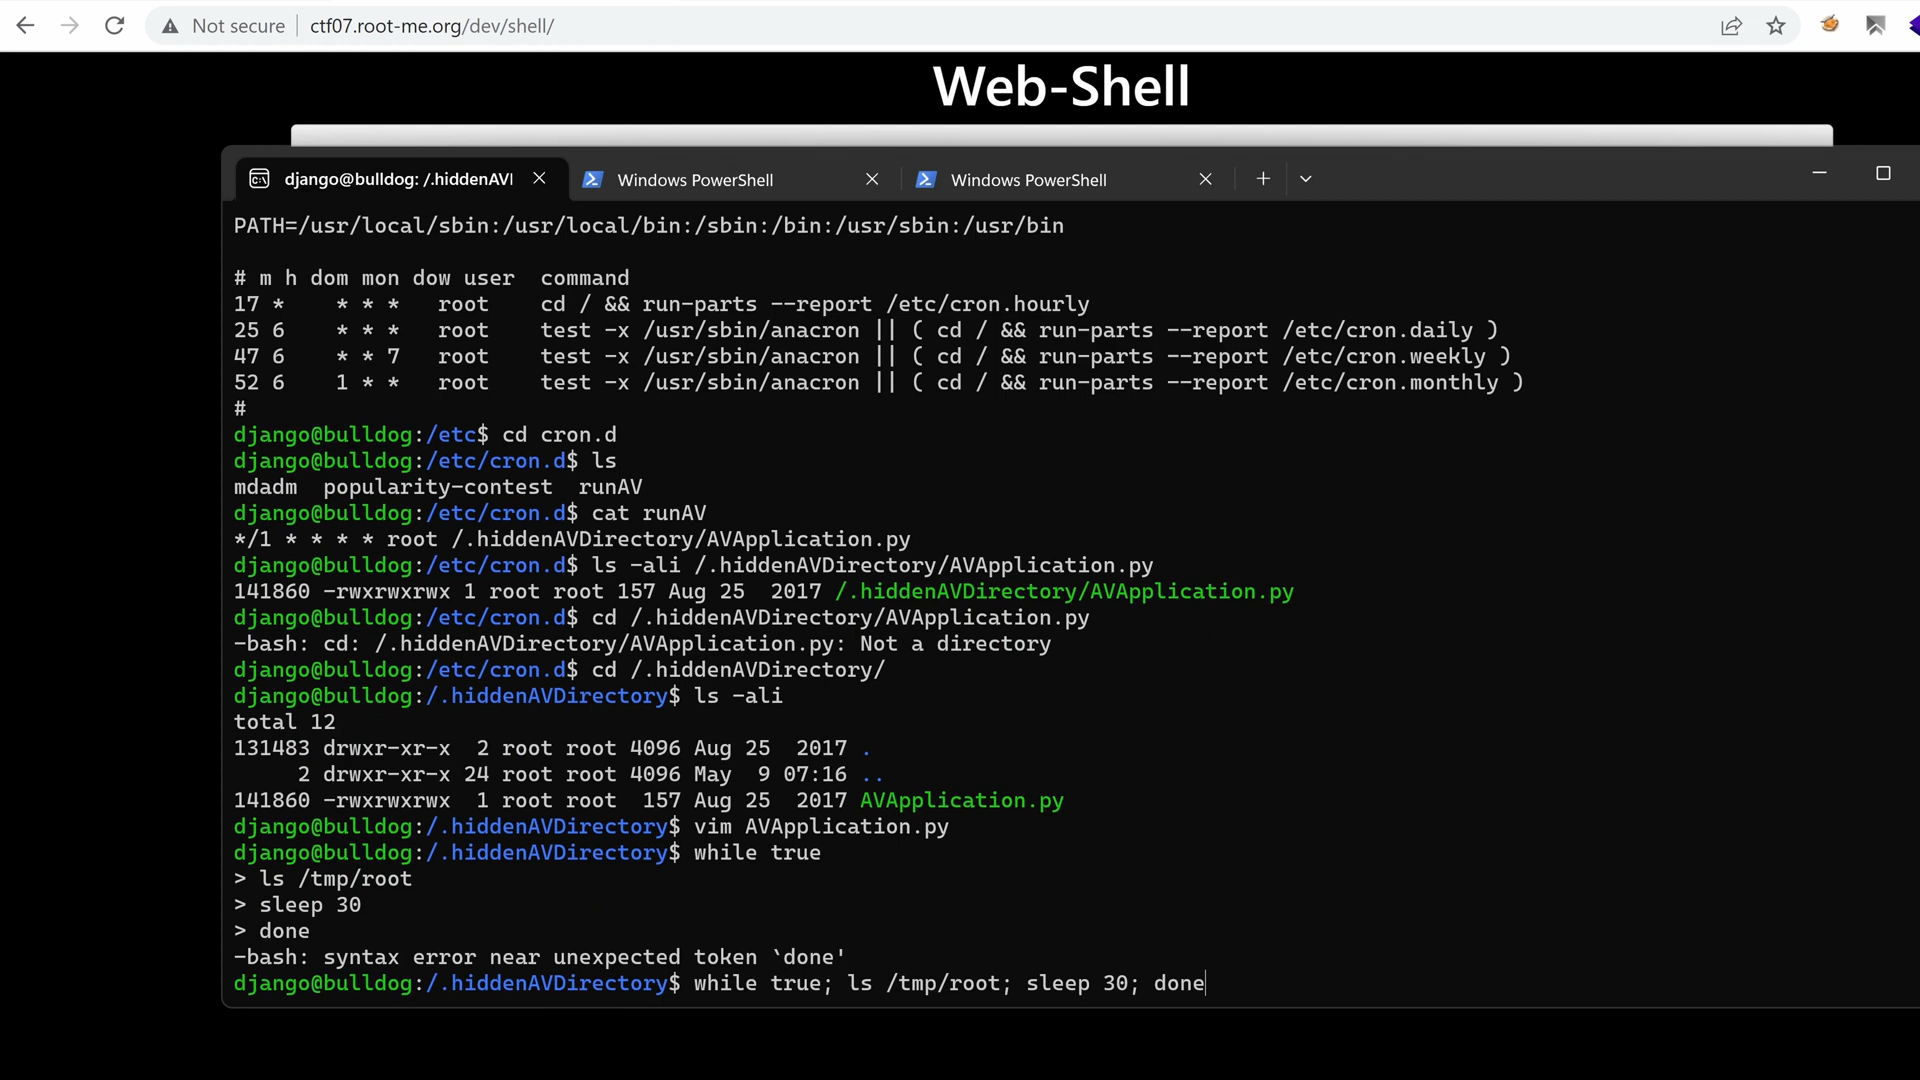 Not secure | ctf07.root-me.org/dev/shell/
Web-Shell
django@bulldog: /.hiddenAVI
Windows PowerShell
Windows PowerShell
PATH=/usr/local/sbin:/usr/local/bin:/sbin:/bin:/usr/sbin:/usr/bin
# m h dom mon dow user  command
17 *    * * *   root    cd / && run-parts --report /etc/cron.hourly
25 6    * * *   root    test -x /usr/sbin/anacron || ( cd / && run-parts --report /etc/cron.daily )
47 6    * * 7   root    test -x /usr/sbin/anacron || ( cd / && run-parts --report /etc/cron.weekly )
52 6    1 * *   root    test -x /usr/sbin/anacron || ( cd / && run-parts --report /etc/cron.monthly )
#
django@bulldog:/etc$ cd cron.d
django@bulldog:/etc/cron.d$ ls
mdadm  popularity-contest  runAV
django@bulldog:/etc/cron.d$ cat runAV
*/1 * * * * root /.hiddenAVDirectory/AVApplication.py
django@bulldog:/etc/cron.d$ ls -ali /.hiddenAVDirectory/AVApplication.py
141860 -rwxrwxrwx 1 root root 157 Aug 25  2017 /.hiddenAVDirectory/AVApplication.py
django@bulldog:/etc/cron.d$ cd /.hiddenAVDirectory/AVApplication.py
-bash: cd: /.hiddenAVDirectory/AVApplication.py: Not a directory
django@bulldog:/etc/cron.d$ cd /.hiddenAVDirectory/
django@bulldog:/.hiddenAVDirectory$ ls -ali
total 12
131483 drwxr-xr-x  2 root root 4096 Aug 25  2017 .
     2 drwxr-xr-x 24 root root 4096 May  9 07:16 ..
141860 -rwxrwxrwx  1 root root  157 Aug 25  2017 AVApplication.py
django@bulldog:/.hiddenAVDirectory$ vim AVApplication.py
django@bulldog:/.hiddenAVDirectory$ while true
> ls /tmp/root
> sleep 30
> done
-bash: syntax error near unexpected token `done'
django@bulldog:/.hiddenAVDirectory$ while true; ls /tmp/root; sleep 30; done